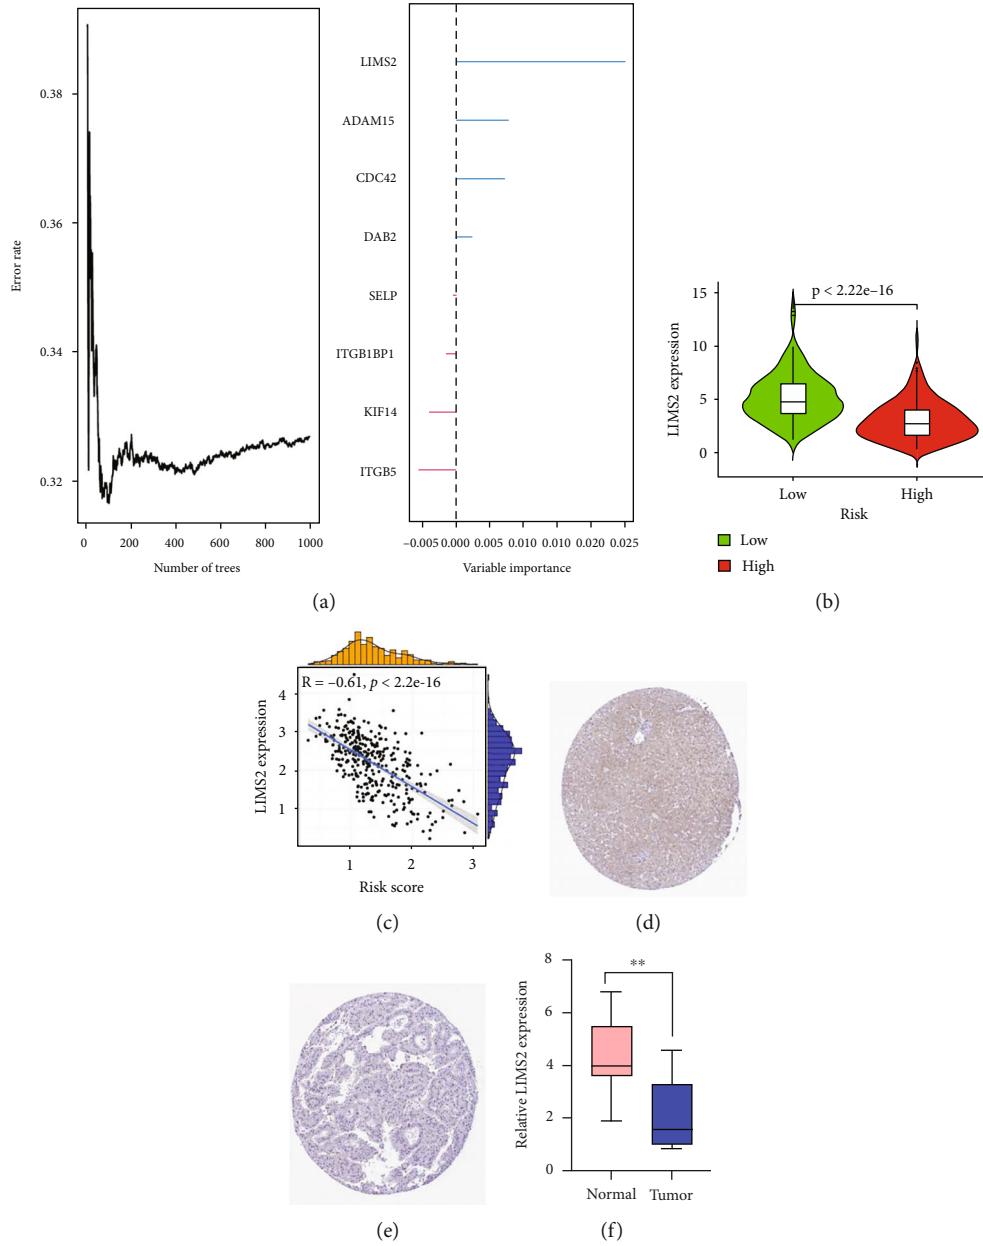 0.38
0.36
0.34
0.32
Error rate
0
200
400
600
800
1000
Number of trees
LIMS2
ADAM15
CDC42
DAB2
SELP
ITGB1BP1
KIF14
ITGB5
−0.005 0.000 0.005 0.010 0.010 0.025
Variable importance
(a)
p < 2.22e−16
15
10
5
0
LIMS2 expression
Low
High
Risk
Low
High
(b)
R = −0.61, p < 2.2e-16
4
3
2
1
LIMS2 expression
1
2
3
Risk score
(c)
(d)
(e)
8
6
4
2
0
Relative LIMS2 expression
**
Normal
Tumor
(f)